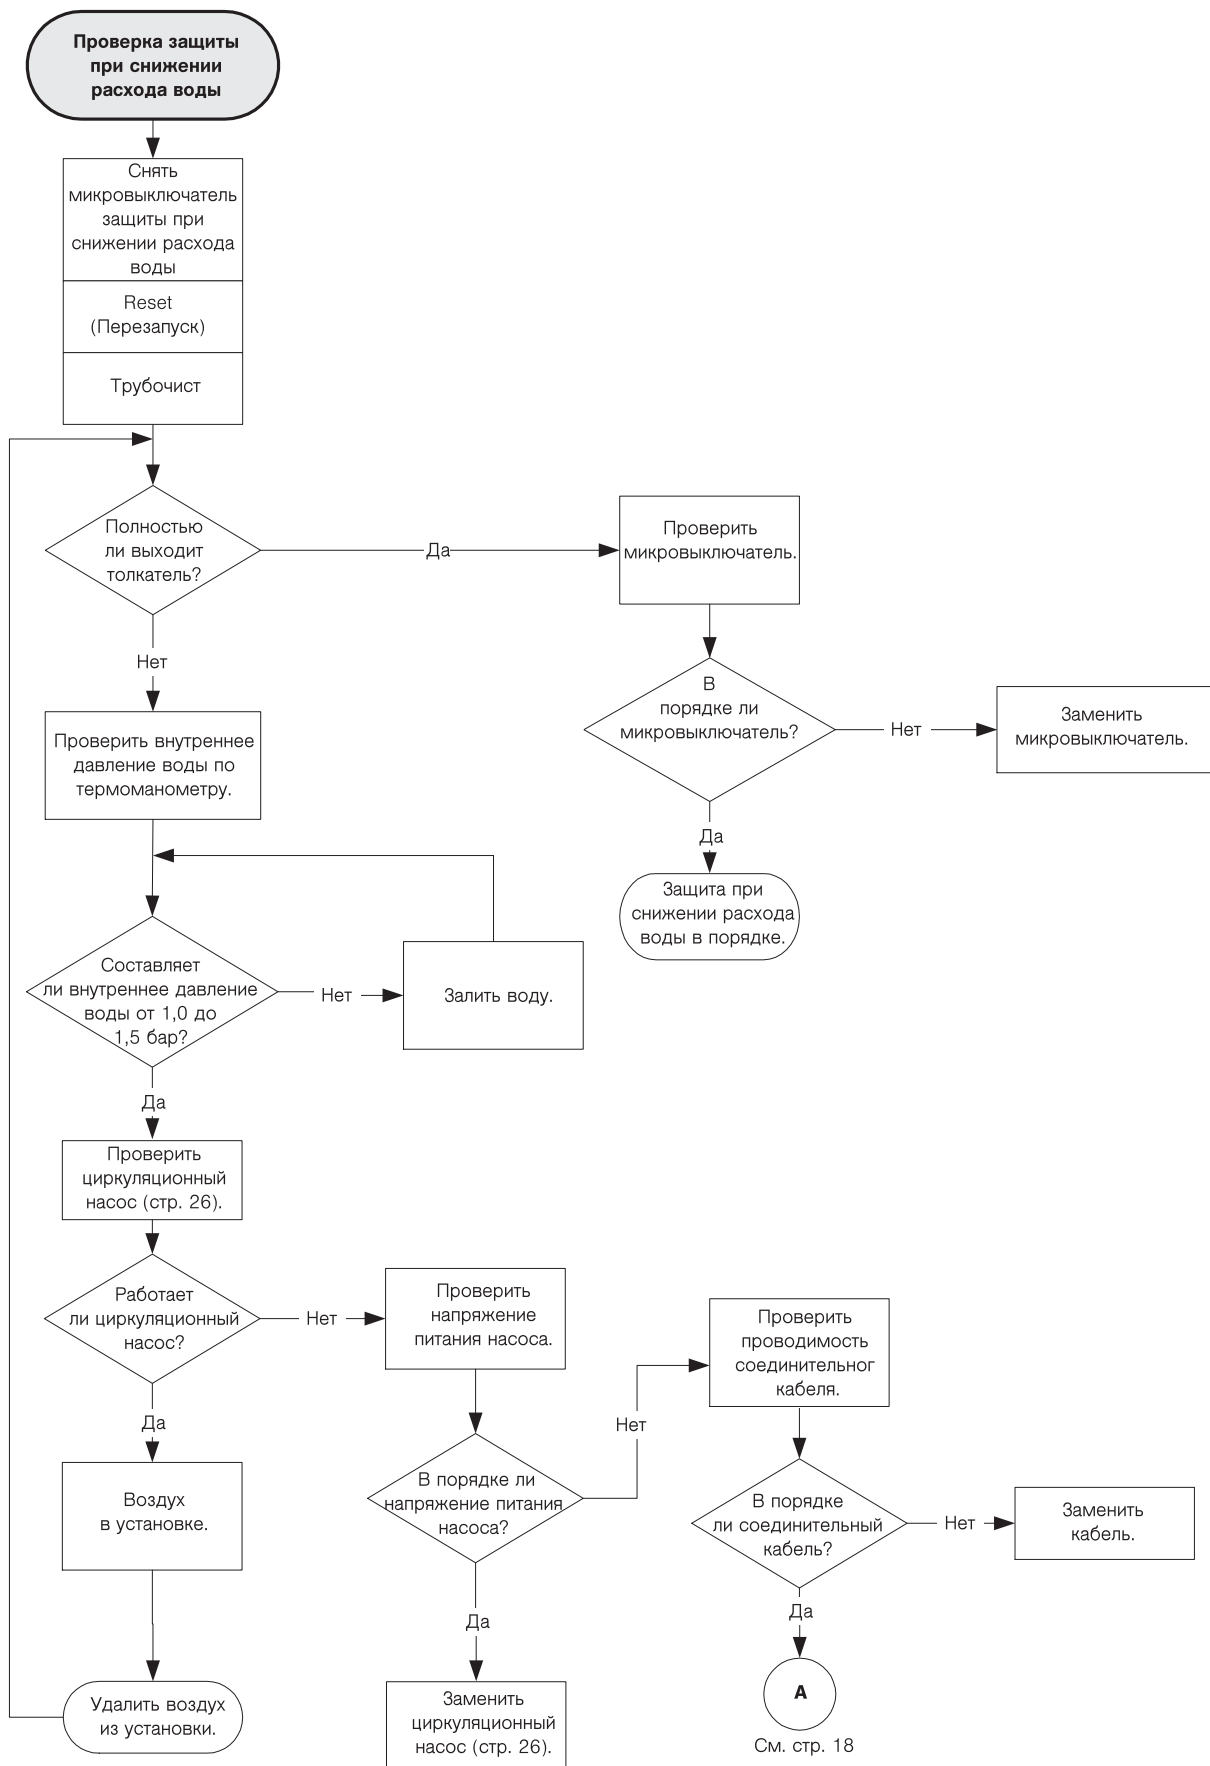 Проверка защиты
при снижении
расхода воды
Снять
микровыключатель
защиты при
снижении расхода
воды
Reset
(Перезапуск)
Трубочист
Полностью
ли выходит
толкатель?
Да
Проверить
микровыключатель.
Нет
В
порядке ли
микровыключатель?
Нет
Заменить
микровыключатель.
Проверить внутреннее
давление воды по
термоманометру.
Да
Защита при
снижении расхода
воды в порядке.
Составляет
ли внутреннее давление
воды от 1,0 до
1,5 бар?
Нет
Залить воду.
Да
Проверить
циркуляционный
насос (стр. 26).
Работает
ли циркуляционный
насос?
Нет
Проверить
напряжение
питания насоса.
Проверить
проводимость
соединительног
кабеля.
Да
Нет
Воздух
в установке.
В порядке ли
напряжение питания
насоса?
В порядке
ли соединительный
кабель?
Нет
Заменить
кабель.
Да
Да
Удалить воздух
из установки.
Заменить
циркуляционный
насос (стр. 26).
А
См. стр. 18